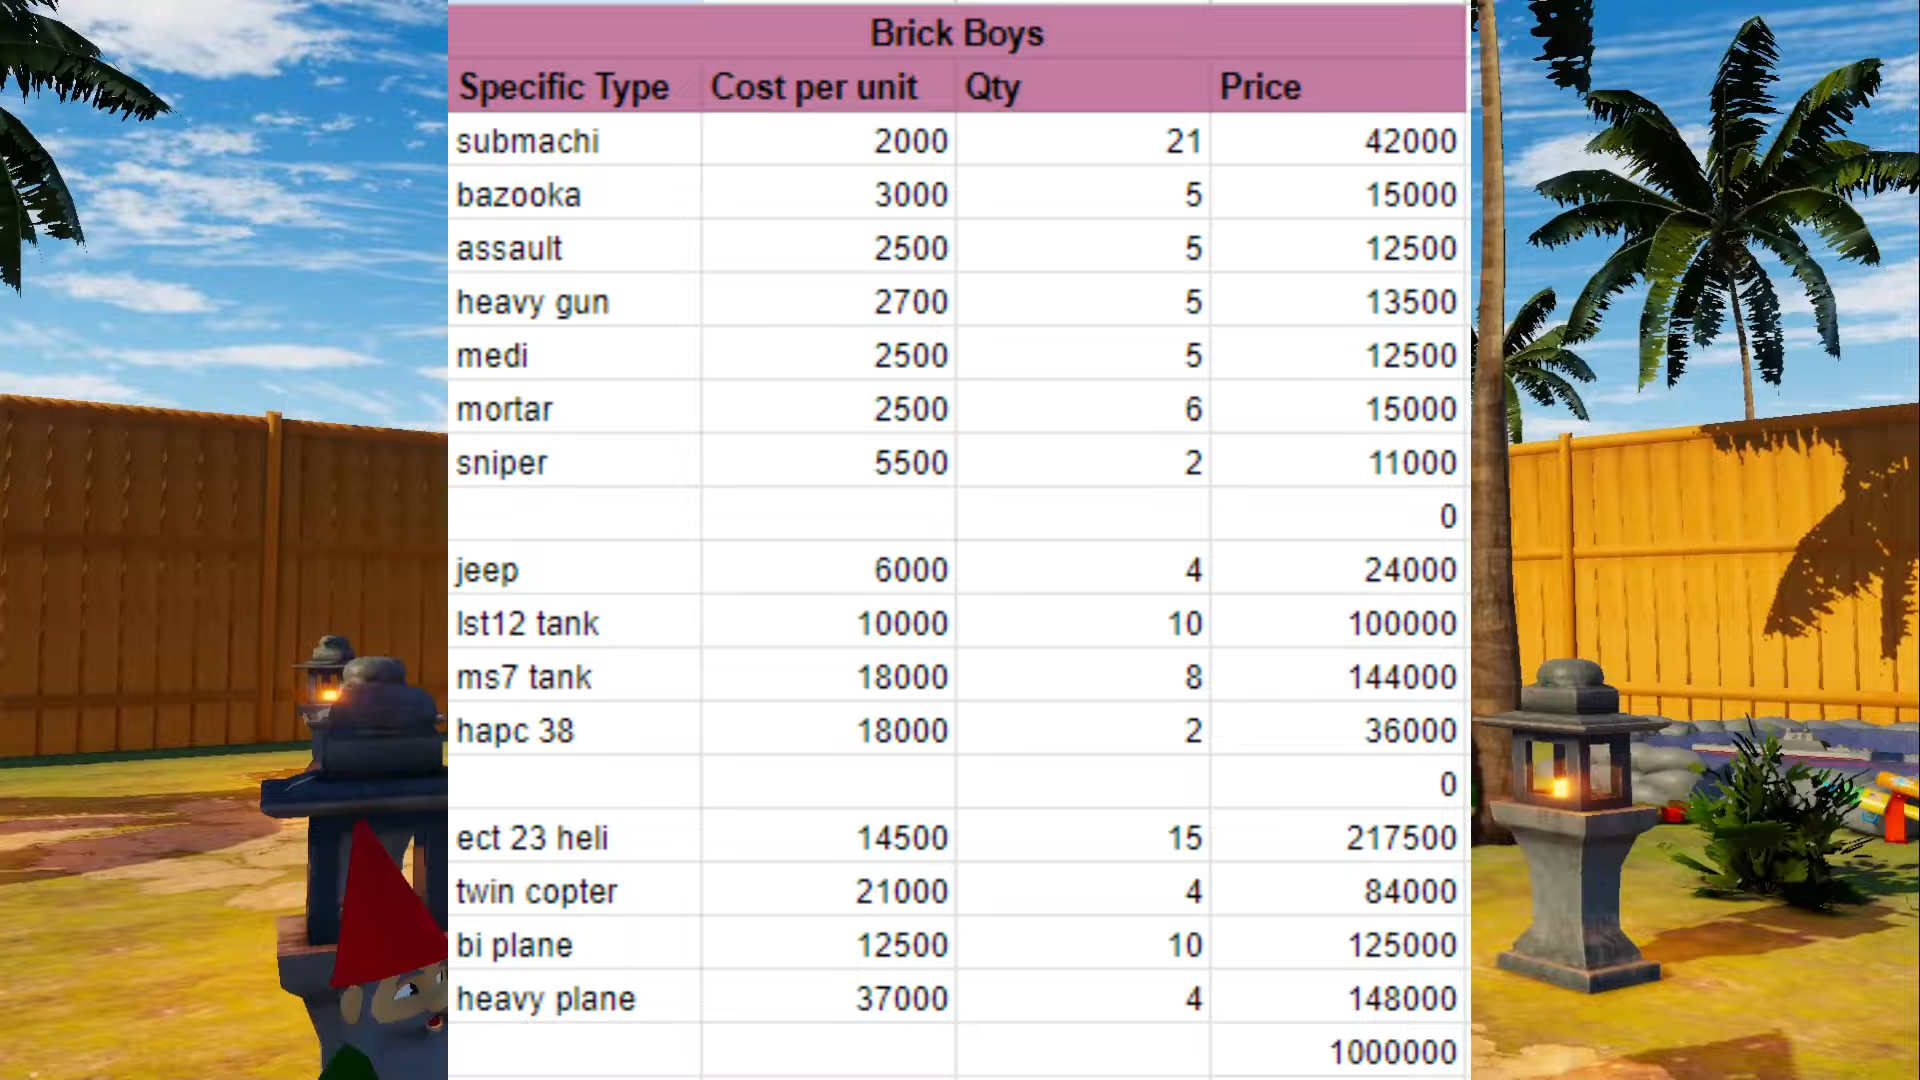 Brick Boys
Specific Type Cost per unit Qty Price
submachi 2000 21 42000
bazooka 3000 5 15000
assault 2500 5 12500
heavy gun 2700 5 13500
medi 2500 5 12500
mortar 2500 6 15000
sniper 5500 2 11000
0
jeep 6000 4 24000
lst12 tank 10000 10 100000
ms7 tank 18000 8 144000
hapc 38 18000 2 36000
0
ect 23 heli 14500 15 217500
twin copter 21000 4 84000
bi plane 12500 10 125000
heavy plane 37000 4 148000
1000000